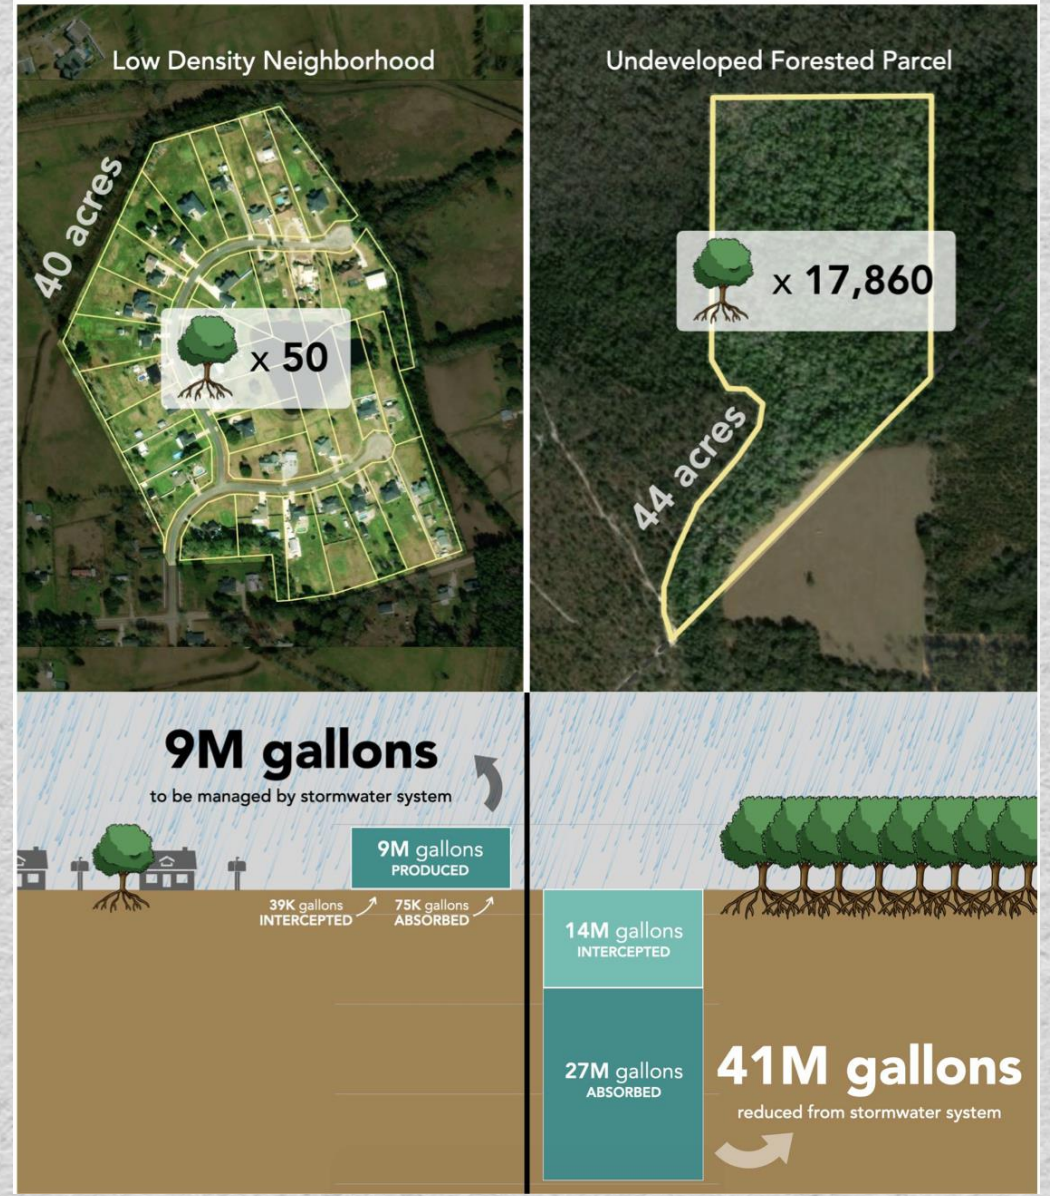 Low Density Neighborhood
40 acres
x 50
Undeveloped Forested Parcel
x 17,860
44 acres
9M gallons
to be managed by stormwater system
9M gallons
PRODUCED
39K gallons
INTERCEPTED
75K gallons
ABSORBED
14M gallons
INTERCEPTED
27M gallons
ABSORBED
41M gallons
reduced from stormwater system